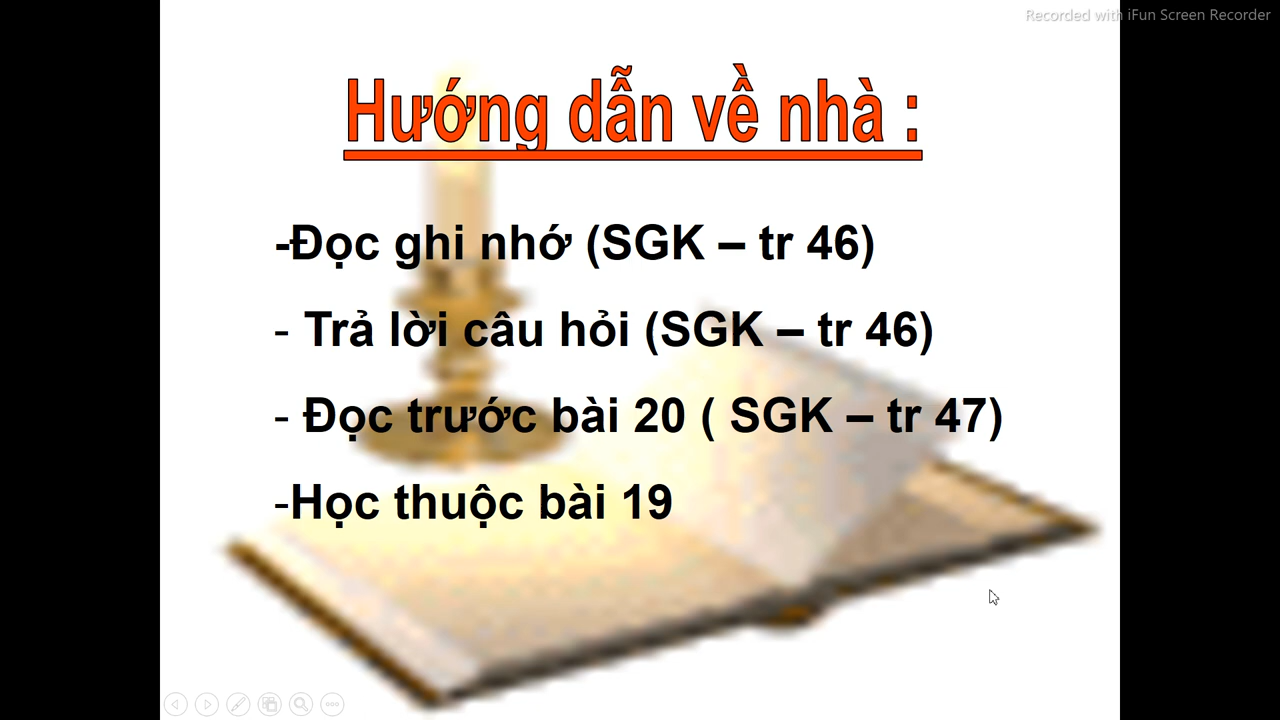 Recorded with iFun Screen Recorder
Hướng dẫn về nhà :
-Đọc ghi nhớ (SGK – tr 46)
- Trả lời câu hỏi (SGK – tr 46)
- Đọc trước bài 20 ( SGK – tr 47)
-Học thuộc bài 19